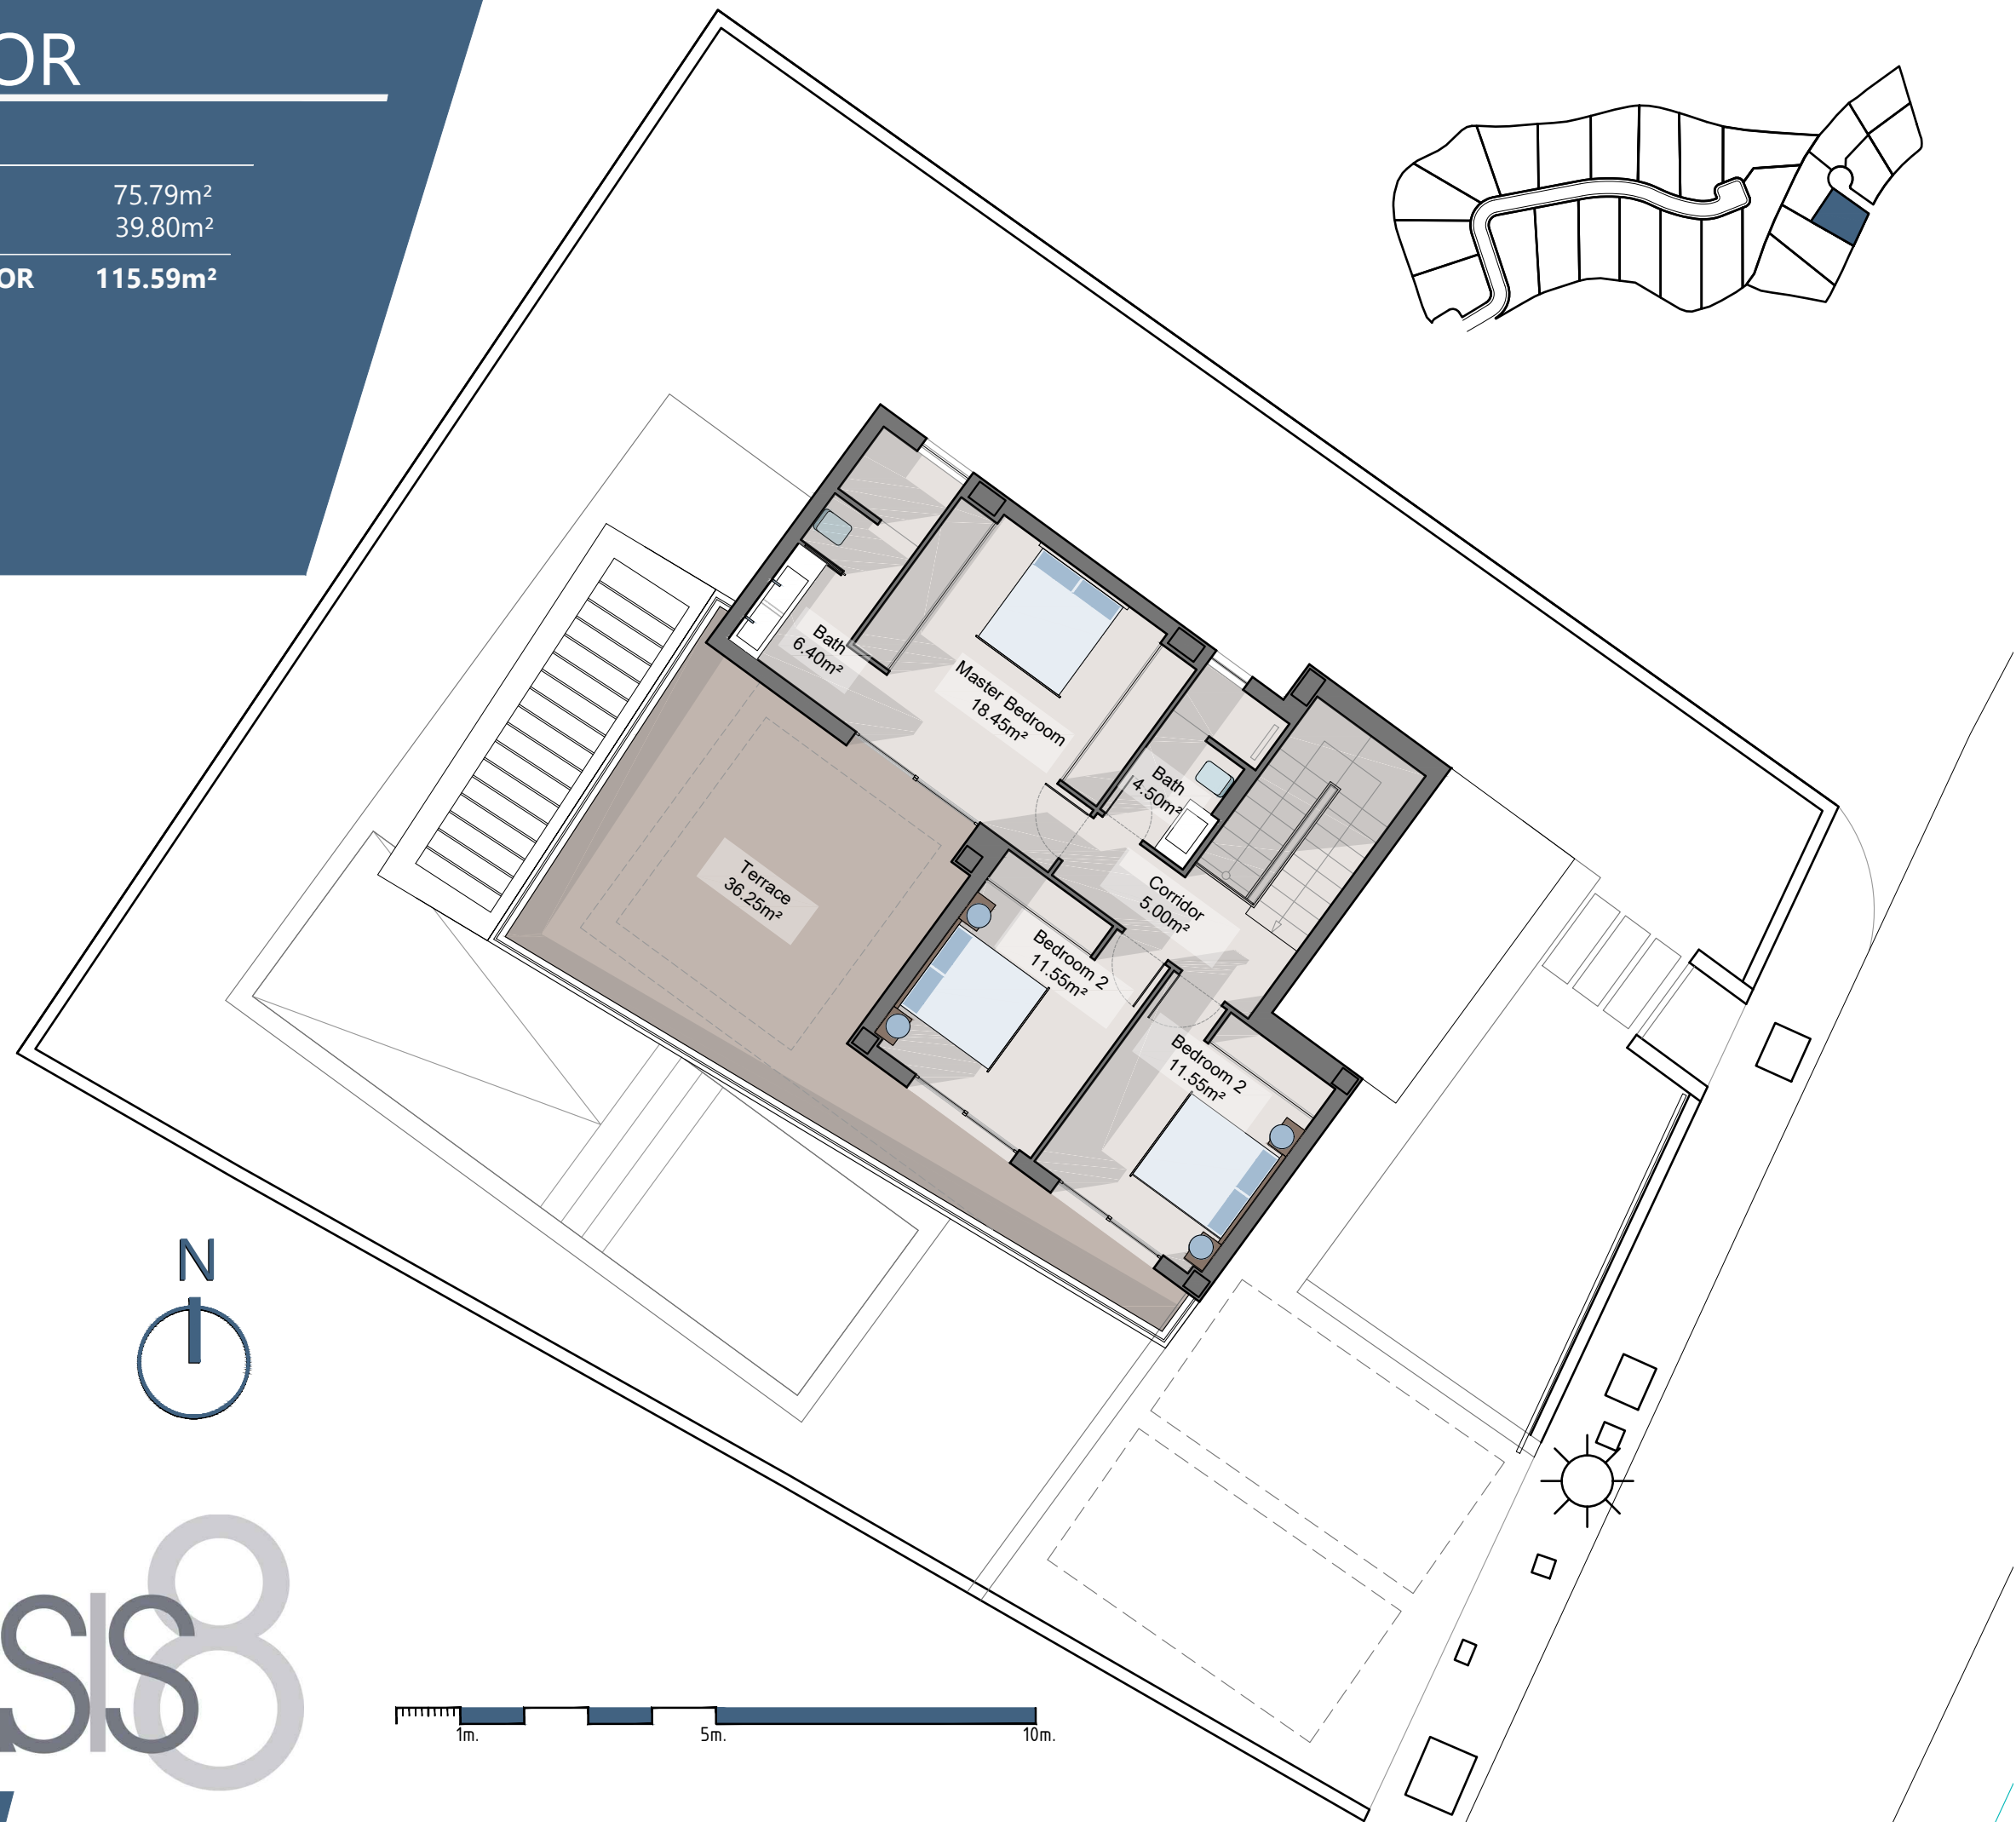 OR
75.79m²
39.80m²
OR 115.59m²
Bath
6.40m²
Master Bedroom
18.45m²
Bath
4.50m²
Terrace
36.25m²
Corridor
5.00m²
Bedroom 2
11.55m²
Bedroom 2
11.55m²
N
SIS8
1m. 5m. 10m.